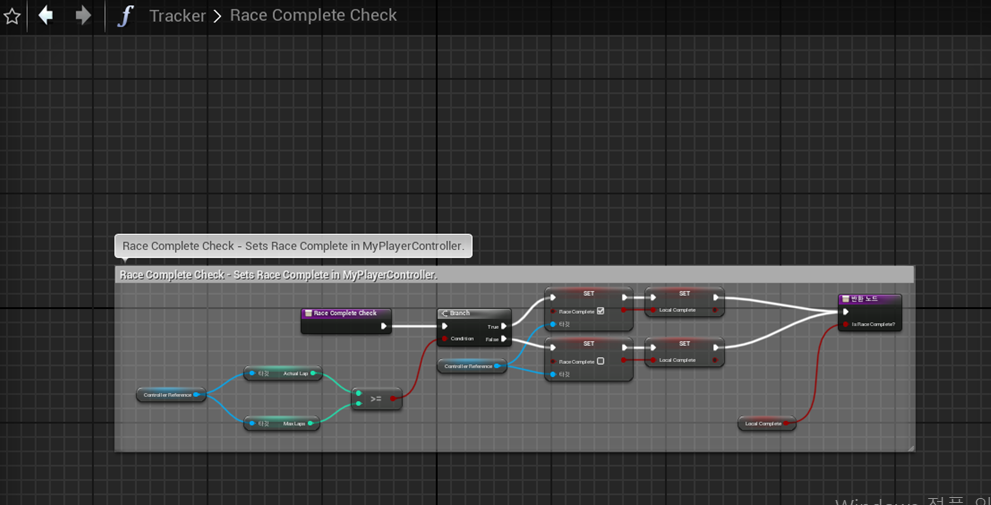 Tracker > Race Complete Check
Race Complete Check - Sets Race Complete in MyPlayerController.
Race Complete Check - Sets Race Complete in MyPlayerController.
Race Complete Check
Branch
True
Condition
False
Controller Reference
SET
Race Complete
타깃
SET
Local Complete
SET
Race Complete
타깃
SET
Local Complete
반환 노드
Is Race Complete?
Controller Reference
타깃
Actual Lap
타깃
Max Laps
>=
Local Complete
Windows